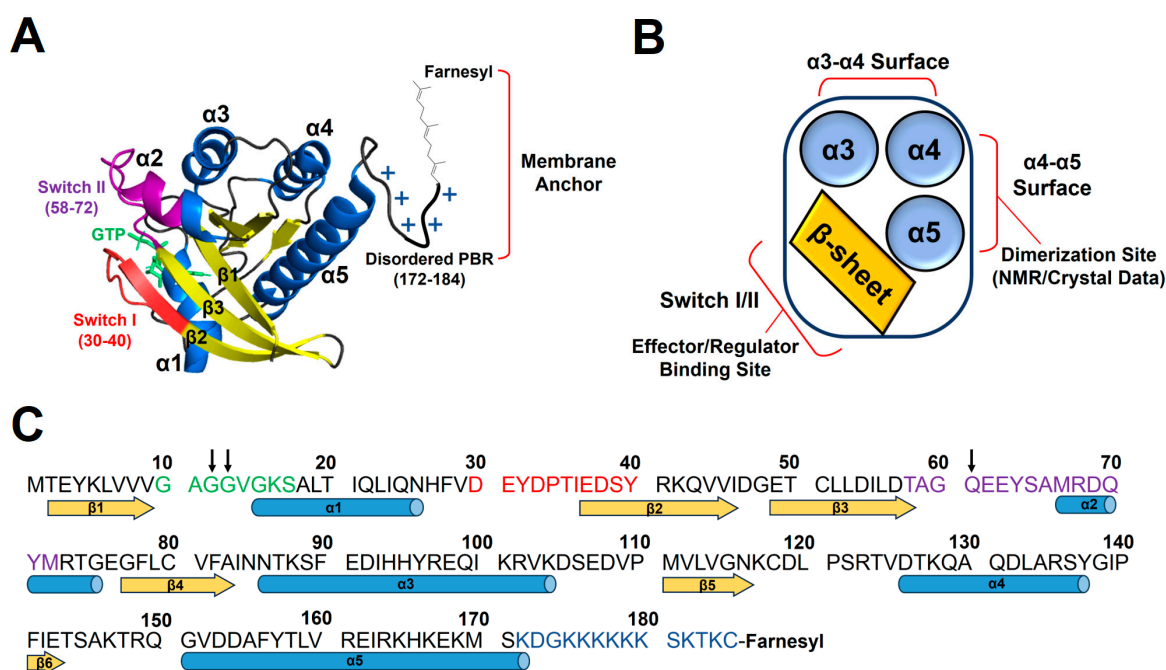 A
Farnesyl
α3
α4
α2
Switch II
(58-72)
GTP
Membrane
Anchor
+
+
+
+
+
Disordered PBR
(172-184)
α5
β1
β3
β2
Switch I
(30-40)
α1
B
α3-α4 Surface
α3
α4
α5
β-sheet
α4-α5
Surface
Dimerization Site
(NMR/Crystal Data)
Switch I/II
Effector/Regulator
Binding Site
C
10 20 30 40 50 60 70
MTEYKLVVVG AGGVGKSALT IQLIQNHFVD EYDPTIEDSY RKQVVIDGET CLLDILDTAG QEEYSAMRDQ
β1 α1 β2 β3 α2
80 90 100 110 120 130 140
YMRTGEGFLC VFAINNTKSF EDIHHYREQI KRVKDSEDVP MVLVGNKCDL PSRTVDTKQA QDLARSYGIP
β4 α3 β5 α4
150 160 170 180
FIETSAKTRQ GVDDAFYTLV REIRKHKEKM SKDGKKKKKK SKTKC-Farnesyl
β6 α5